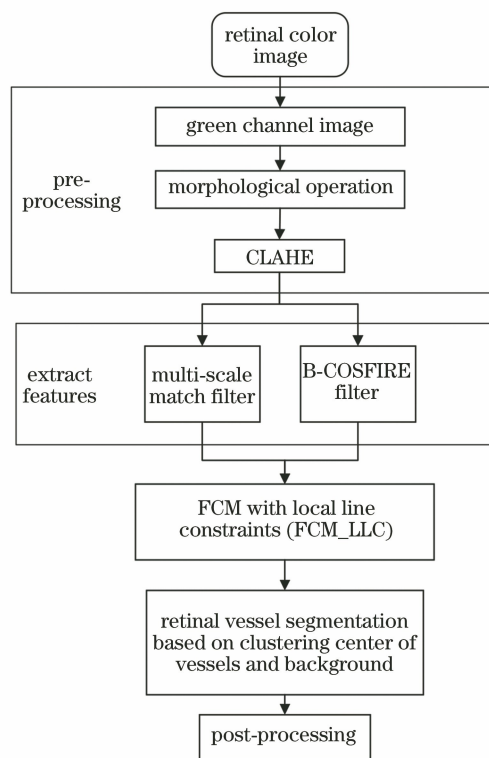 retinal color
image
green channel image
pre-
processing
morphological operation
CLAHE
extract
features
multi-scale
match filter
B-COSFIRE
filter
FCM with local line
constraints (FCM_LLC)
retinal vessel segmentation
based on clustering center of
vessels and background
post-processing